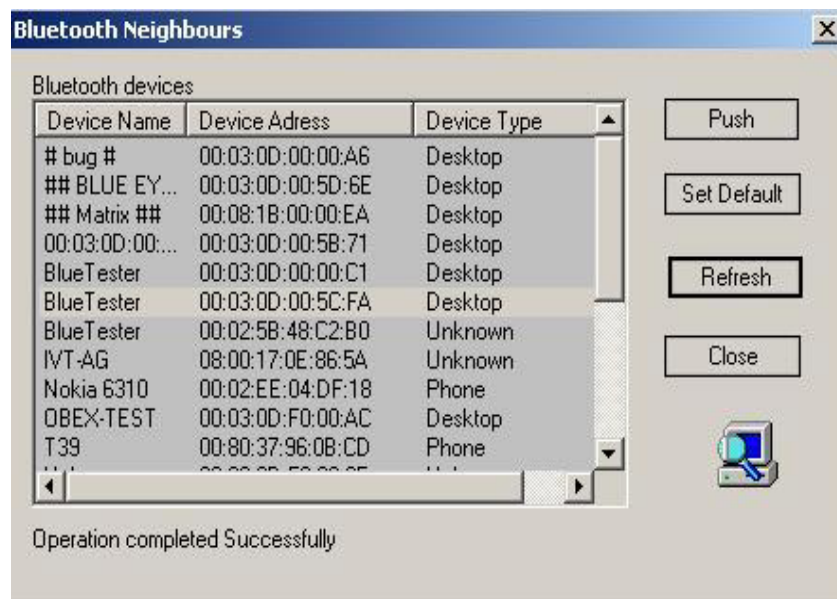 Bluetooth Neighbours
Bluetooth devices
Device Name Device Adress Device Type
# bug # 00:03:0D:00:00:A6 Desktop
## BLUE EY... 00:03:0D:00:5D:6E Desktop
## Matrix ## 00:08:1B:00:00:EA Desktop
00:03:0D:00:... 00:03:0D:00:5B:71 Desktop
BlueTester 00:03:0D:00:00:C1 Desktop
BlueTester 00:03:0D:00:5C:FA Desktop
BlueTester 00:02:5B:48:C2:B0 Unknown
IVT-AG 08:00:17:0E:86:5A Unknown
Nokia 6310 00:02:EE:04:DF:18 Phone
OBEX-TEST 00:03:0D:F0:00:AC Desktop
T39 00:80:37:96:0B:CD Phone
Push
Set Default
Refresh
Close
Operation completed Successfully